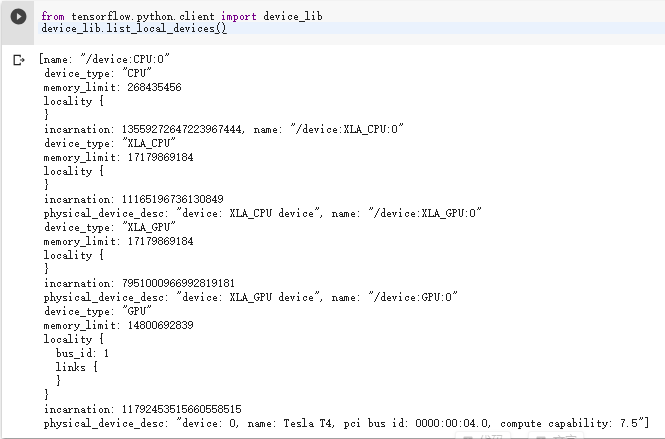 from tensorflow.python.client import device_lib
device_lib.list_local_devices()
[name: "/device:CPU:0"
device_type: "CPU"
memory_limit: 268435456
locality {
}
incarnation: 13559272647223967444, name: "/device:XLA_CPU:0"
device_type: "XLA_CPU"
memory_limit: 17179869184
locality {
}
incarnation: 11165196736130849
physical_device_desc: "device: XLA_CPU device", name: "/device:XLA_GPU:0"
device_type: "XLA_GPU"
memory_limit: 17179869184
locality {
}
incarnation: 7951000966992819181
physical_device_desc: "device: XLA_GPU device", name: "/device:GPU:0"
device_type: "GPU"
memory_limit: 14800692839
locality {
bus_id: 1
links {
}
}
incarnation: 11792453515660558515
physical_device_desc: "device: 0, name: Tesla T4, pci bus id: 0000:00:04.0, compute capability: 7.5"]